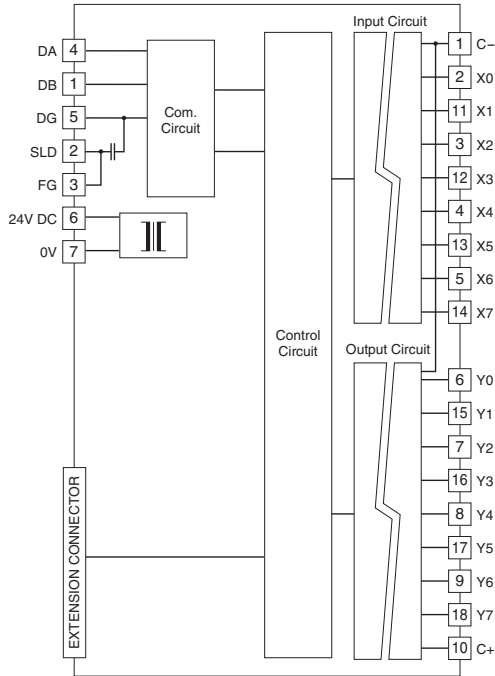 Input Circuit
DA 4
DB 1
DG 5
SLD 2
FG 3
24V DC 6
0V 7
Com.
Circuit
Control
Circuit
1 C–
2 X0
11 X1
3 X2
12 X3
4 X4
13 X5
5 X6
14 X7
Output Circuit
6 Y0
15 Y1
7 Y2
16 Y3
8 Y4
17 Y5
9 Y6
18 Y7
10 C+
EXTENSION CONNECTOR